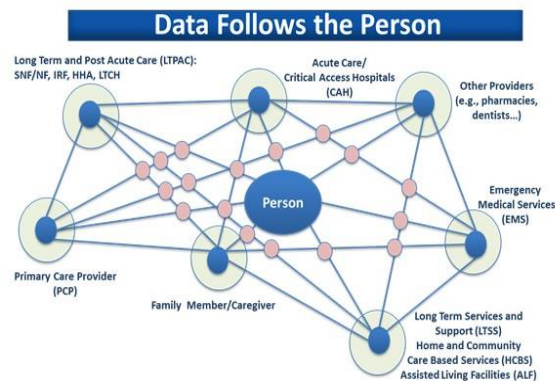 Data Follows the Person
Long Term and Post Acute Care (LTPAC):
SNF/NF, IRF, HHA, LTCH
Acute Care/
Critical Access Hospitals
(CAH)
Other Providers
(e.g., pharmacies,
dentists...)
Person
Emergency
Medical Services
(EMS)
Primary Care Provider
(PCP)
Family Member/Caregiver
Long Term Services and
Support (LTSS)
Home and Community
Care Based Services (HCBS)
Assisted Living Facilities (ALF)